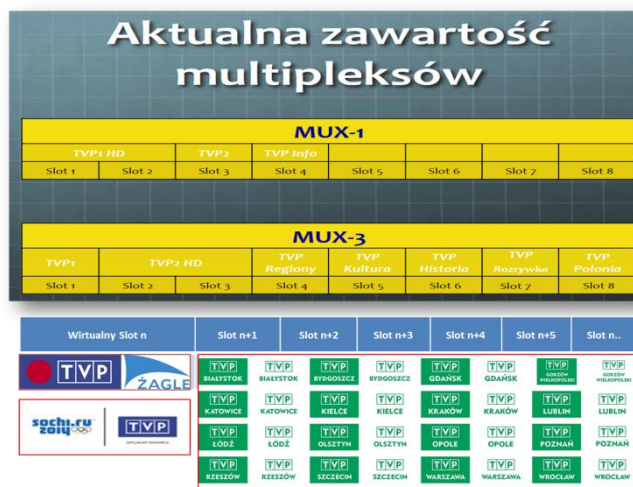 Aktualna zawartość
multipleksów
MUX-1
TVP1 HD TVP2 TVP Info
Slot 1 Slot 2 Slot 3 Slot 4 Slot 5 Slot 6 Slot 7 Slot 8
MUX-3
TVP1 TVP2 HD TVP Regiony TVP Kultura TVP Historia TVP Rozrywka TVP Polonia
Slot 1 Slot 2 Slot 3 Slot 4 Slot 5 Slot 6 Slot 7 Slot 8
Wirtualny Slot n Slot n+1 Slot n+2 Slot n+3 Slot n+4 Slot n+5 Slot n..
TVP ŻAGLE
TVP BIAŁYSTOK TVP BIAŁYSTOK TVP BYDGOSZCZ TVP BYDGOSZCZ TVP GDAŃSK TVP GDAŃSK TVP GORZÓW WIELKOPOLSKI TVP GORZÓW WIELKOPOLSKI
TVP KATOWICE TVP KATOWICE TVP KIELCE TVP KIELCE TVP KRAKÓW TVP KRAKÓW TVP LUBLIN TVP LUBLIN
sochi.ru 2014 TVP
TVP ŁÓDŹ TVP ŁÓDŹ TVP OLSZTYN TVP OLSZTYN TVP OPOLE TVP OPOLE TVP POZNAŃ TVP POZNAŃ
TVP RZESZÓW TVP RZESZÓW TVP SZCZECIN TVP SZCZECIN TVP WARSZAWA TVP WARSZAWA TVP WROCŁAW TVP WROCŁAW